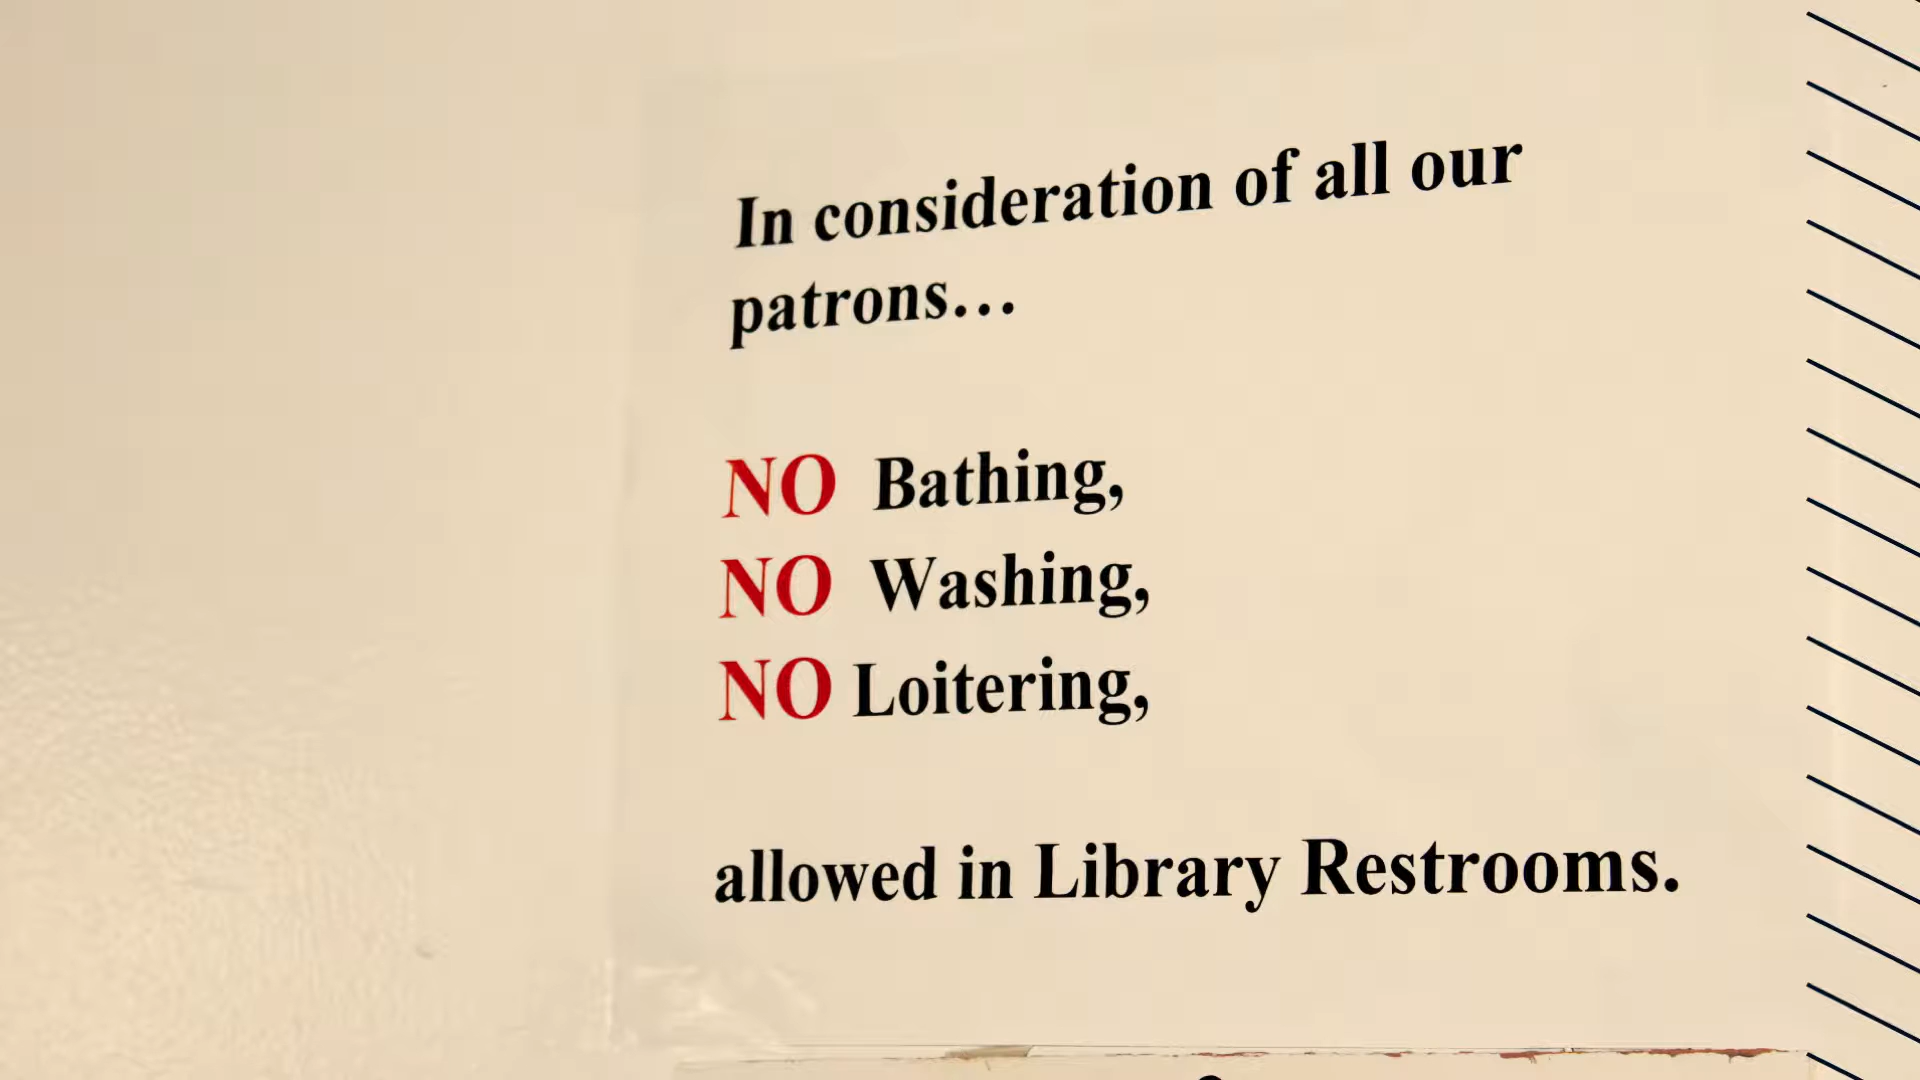 In consideration of all our
patrons...
NO Bathing,
NO Washing,
NO Loitering,
allowed in Library Restrooms.